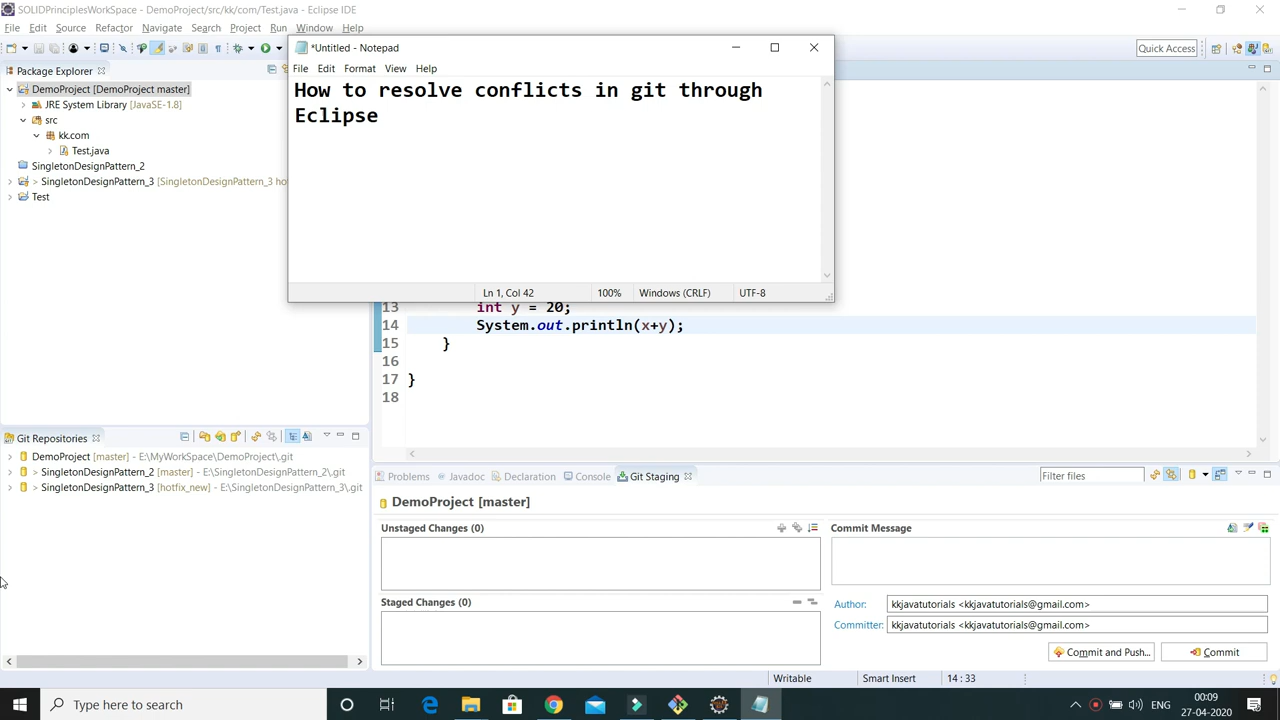 SOLIDPrinciplesWorkSpace - DemoProject/src/kk/com/Test.java - Eclipse IDE
File Edit Source Refactor Navigate Search Project Run Window Help
*Untitled - Notepad
Quick Access
File Edit Format View Help
How to resolve conflicts in git through
Eclipse
Ln 1, Col 42 100% Windows (CRLF) UTF-8
Package Explorer
DemoProject [DemoProject master]
JRE System Library [JavaSE-1.8]
src
kk.com
Test.java
SingletonDesignPattern_2
> SingletonDesignPattern_3 [SingletonDesignPattern_3 ho
Test
13 int y = 20;
14 System.out.println(x+y);
15 }
16
17 }
18
Git Repositories
DemoProject [master] - E:\MyWorkSpace\DemoProject\.git
> SingletonDesignPattern_2 [master] - E:\SingletonDesignPattern_2\.git
> SingletonDesignPattern_3 [hotfix_new] - E:\SingletonDesignPattern_3\.git
Problems Javadoc Declaration Console Git Staging
Filter files
DemoProject [master]
Unstaged Changes (0)
Staged Changes (0)
Commit Message
Author: kkjavatutorials <kkjavatutorials@gmail.com>
Committer: kkjavatutorials <kkjavatutorials@gmail.com>
Commit and Push... Commit
Writable Smart Insert 14 : 33
Type here to search
ENG
00:09
27-04-2020